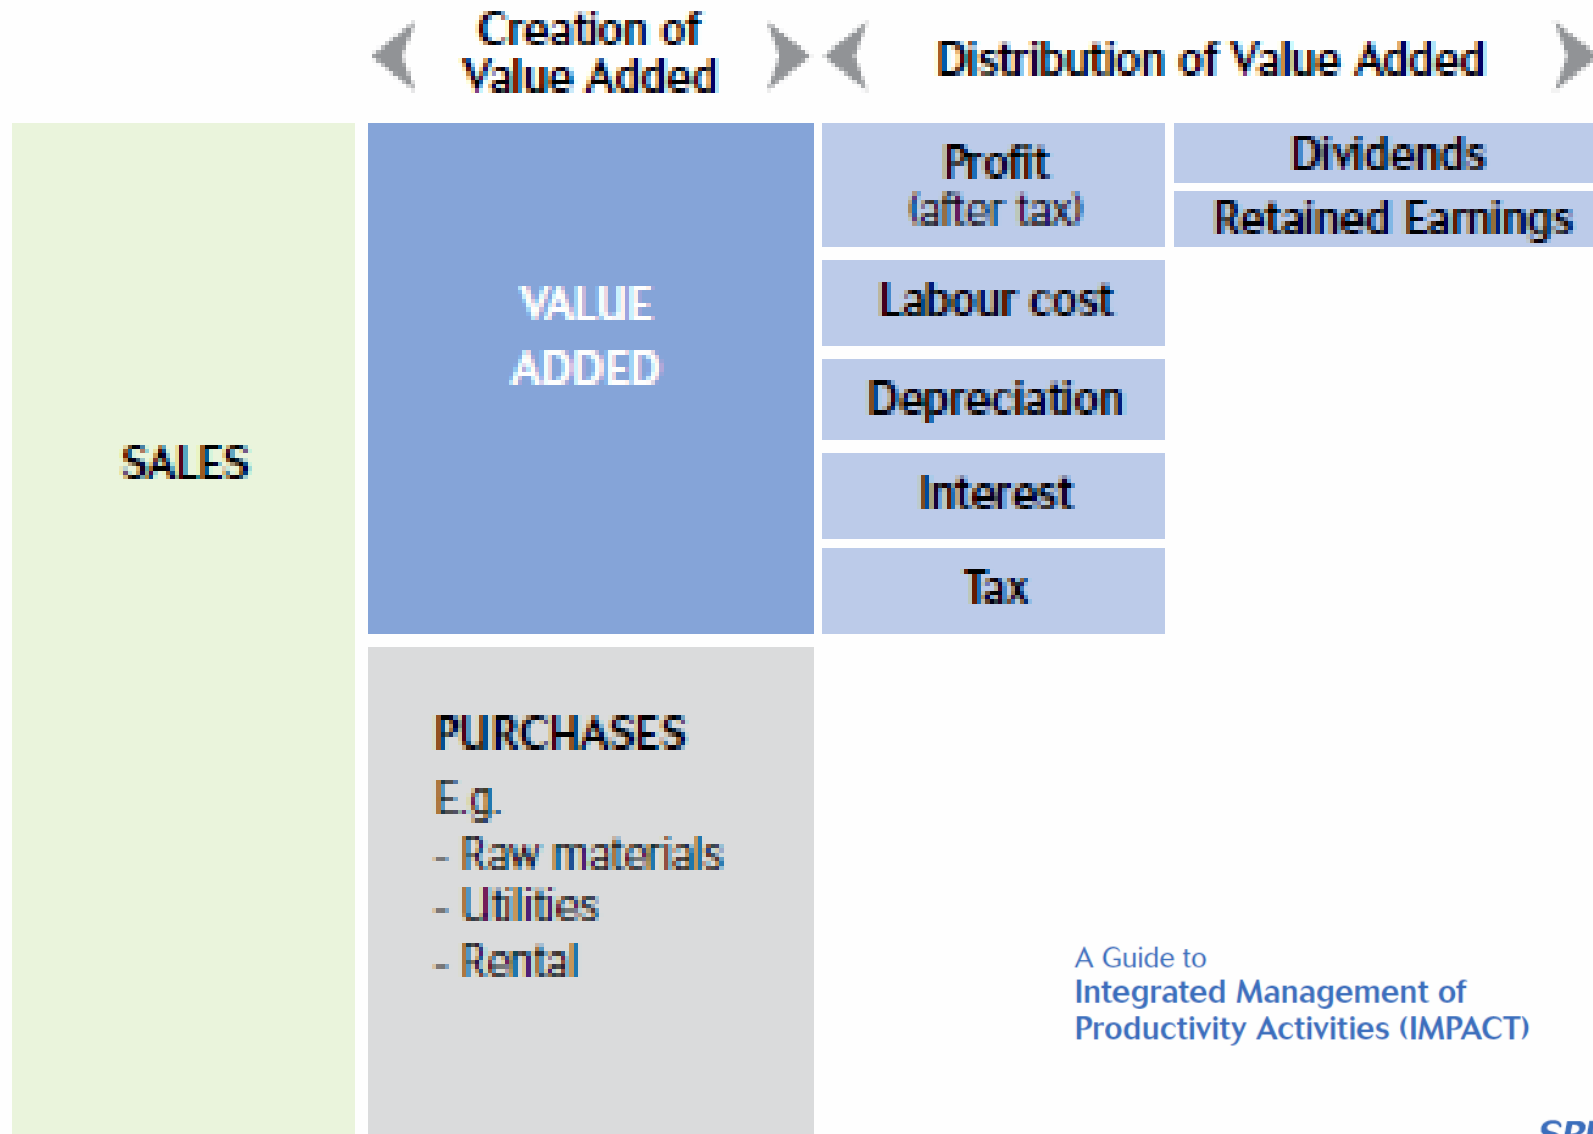 Creation of
Value Added
Distribution of Value Added
SALES
VALUE
ADDED
Profit
(after tax)
Dividends
Retained Earnings
Labour cost
Depreciation
Interest
Tax
PURCHASES
E.g.
- Raw materials
- Utilities
- Rental
A Guide to
Integrated Management of
Productivity Activities (IMPACT)